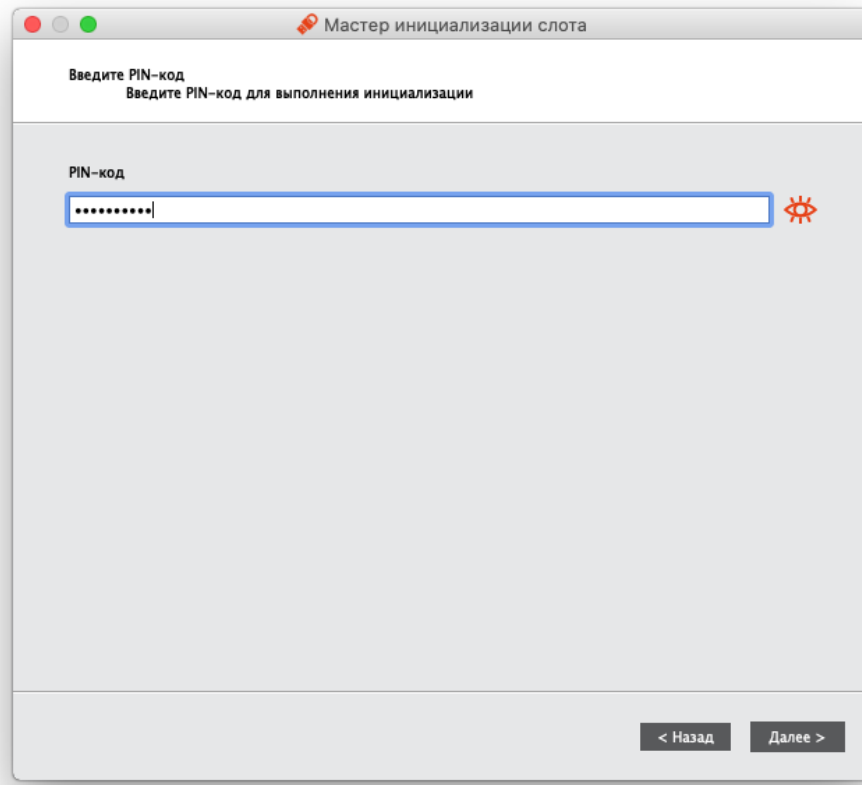 Мастер инициализации слота
Введите PIN-код
Введите PIN-код для выполнения инициализации
PIN-код
••••••••••
< Назад
Далее >